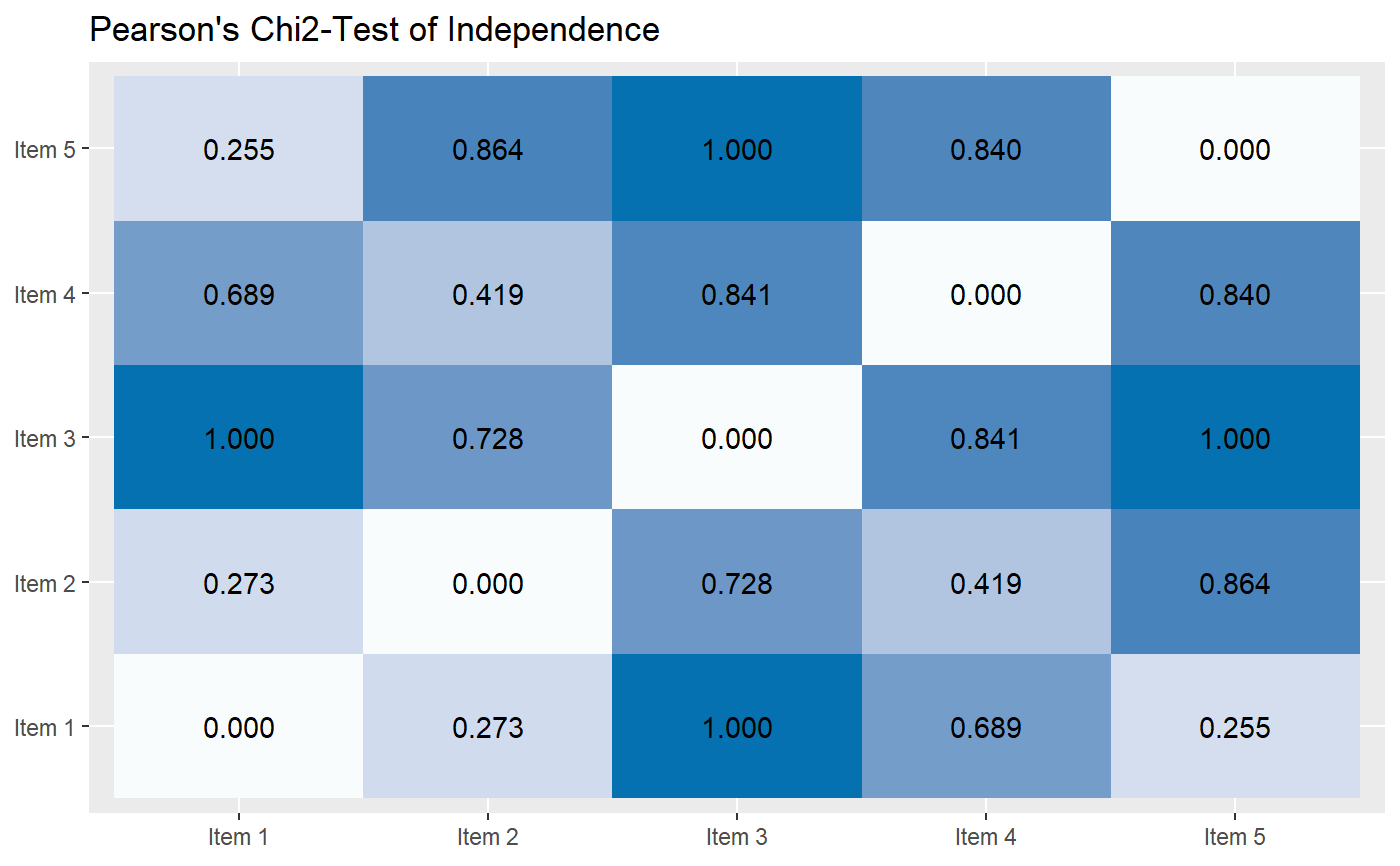 Pearson's Chi2-Test of Independence
Item 5 0.255 0.864 1.000 0.840 0.000
Item 4 0.689 0.419 0.841 0.000 0.840
Item 3 1.000 0.728 0.000 0.841 1.000
Item 2 0.273 0.000 0.728 0.419 0.864
Item 1 0.000 0.273 1.000 0.689 0.255
Item 1 Item 2 Item 3 Item 4 Item 5